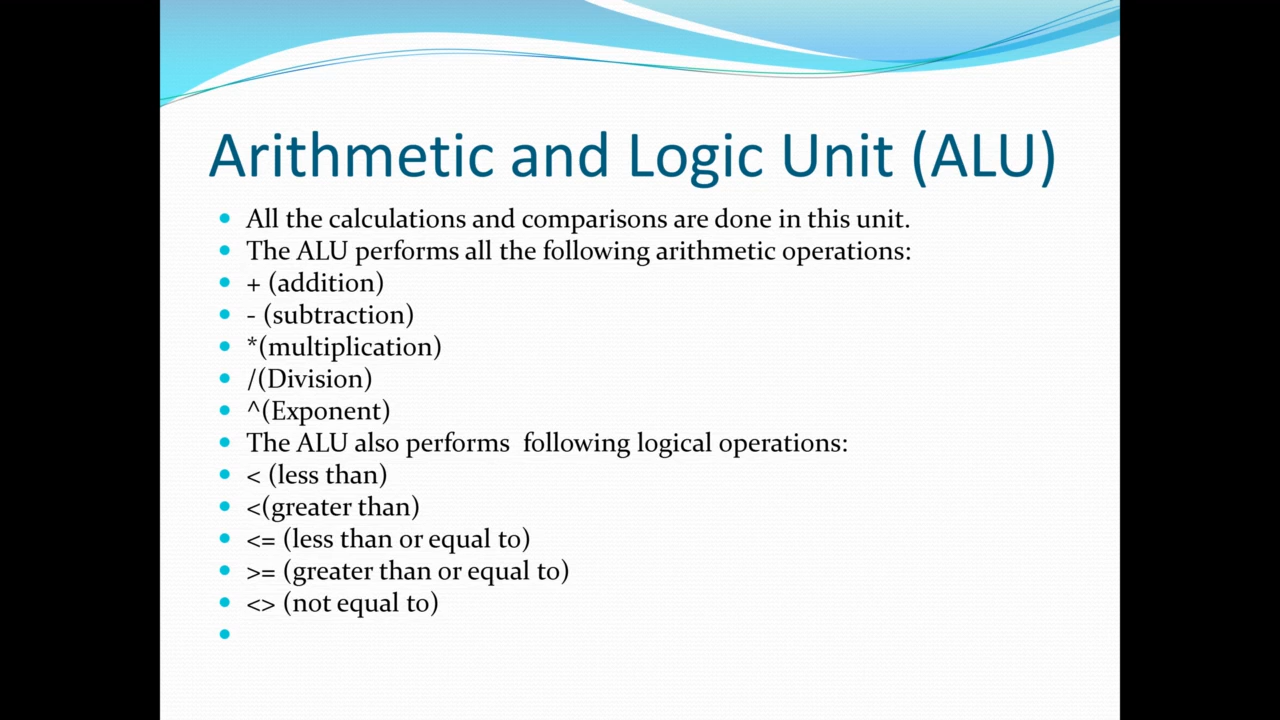 Arithmetic and Logic Unit (ALU)
All the calculations and comparisons are done in this unit.
The ALU performs all the following arithmetic operations:
+ (addition)
- (subtraction)
*(multiplication)
/(Division)
^(Exponent)
The ALU also performs  following logical operations:
< (less than)
<(greater than)
<= (less than or equal to)
>= (greater than or equal to)
<> (not equal to)